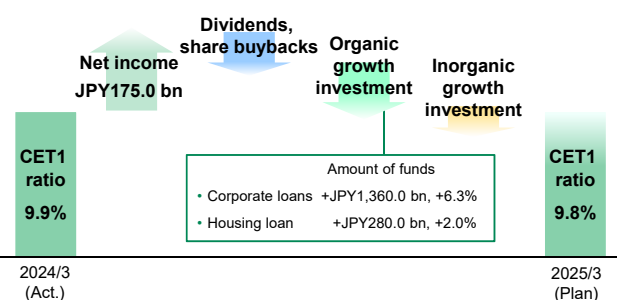 Dividends,
share buybacks
Net income
JPY175.0 bn
Organic
growth
investment
Inorganic
growth
investment
CET1
ratio
9.9%
Amount of funds
• Corporate loans +JPY1,360.0 bn, +6.3%
• Housing loan +JPY280.0 bn, +2.0%
CET1
ratio
9.8%
2024/3
(Act.)
2025/3
(Plan)